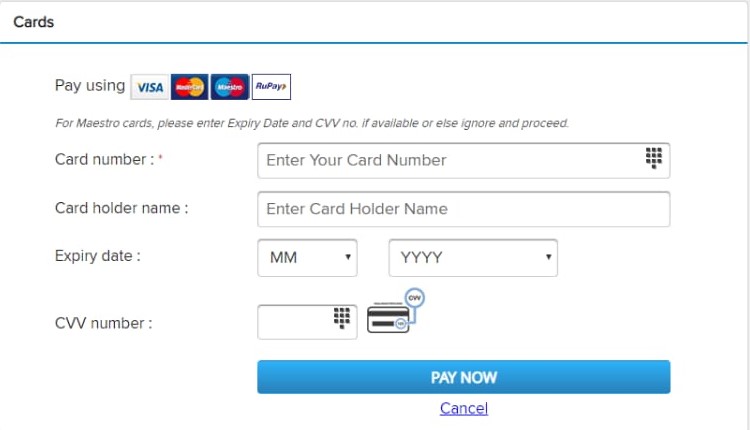 Cards
Pay using VISA MasterCard Maestro RuPay
For Maestro cards, please enter Expiry Date and CVV no. if available or else ignore and proceed.
Card number : * Enter Your Card Number
Card holder name : Enter Card Holder Name
Expiry date : MM YYYY
CVV
CVV number :
PAY NOW
Cancel